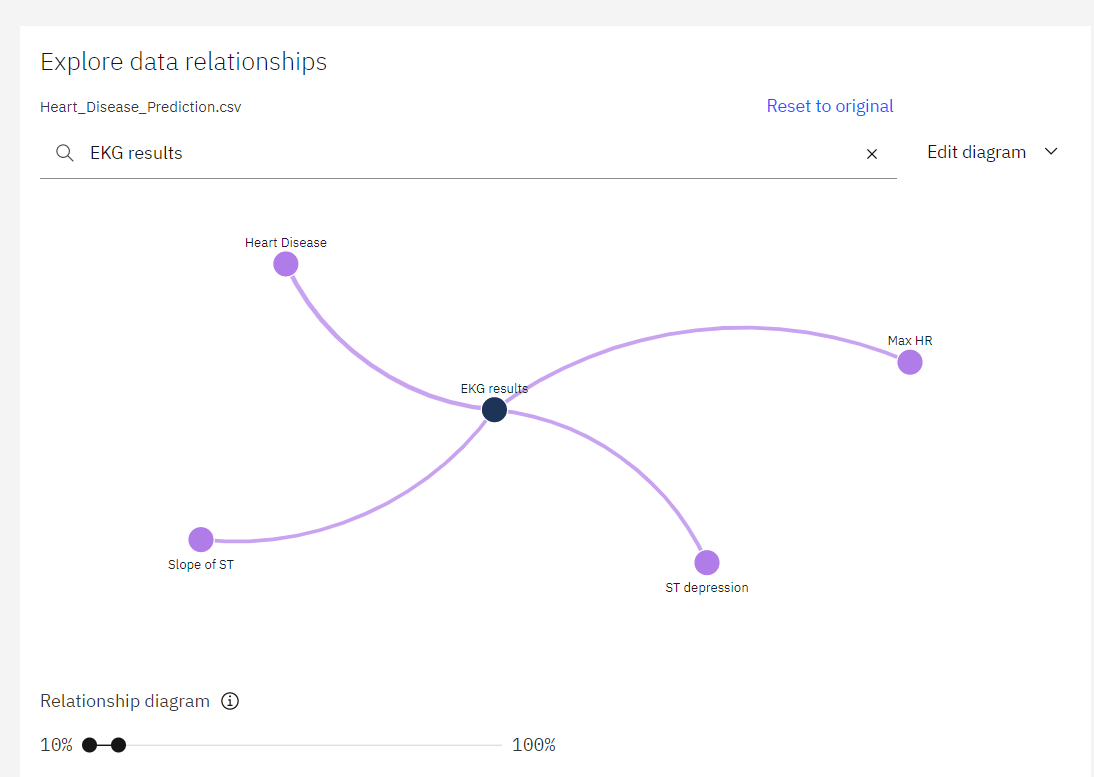 Explore data relationships
Heart_Disease_Prediction.csv
Reset to original
EKG results
Edit diagram
Heart Disease
Max HR
EKG results
Slope of ST
ST depression
Relationship diagram
10%
100%